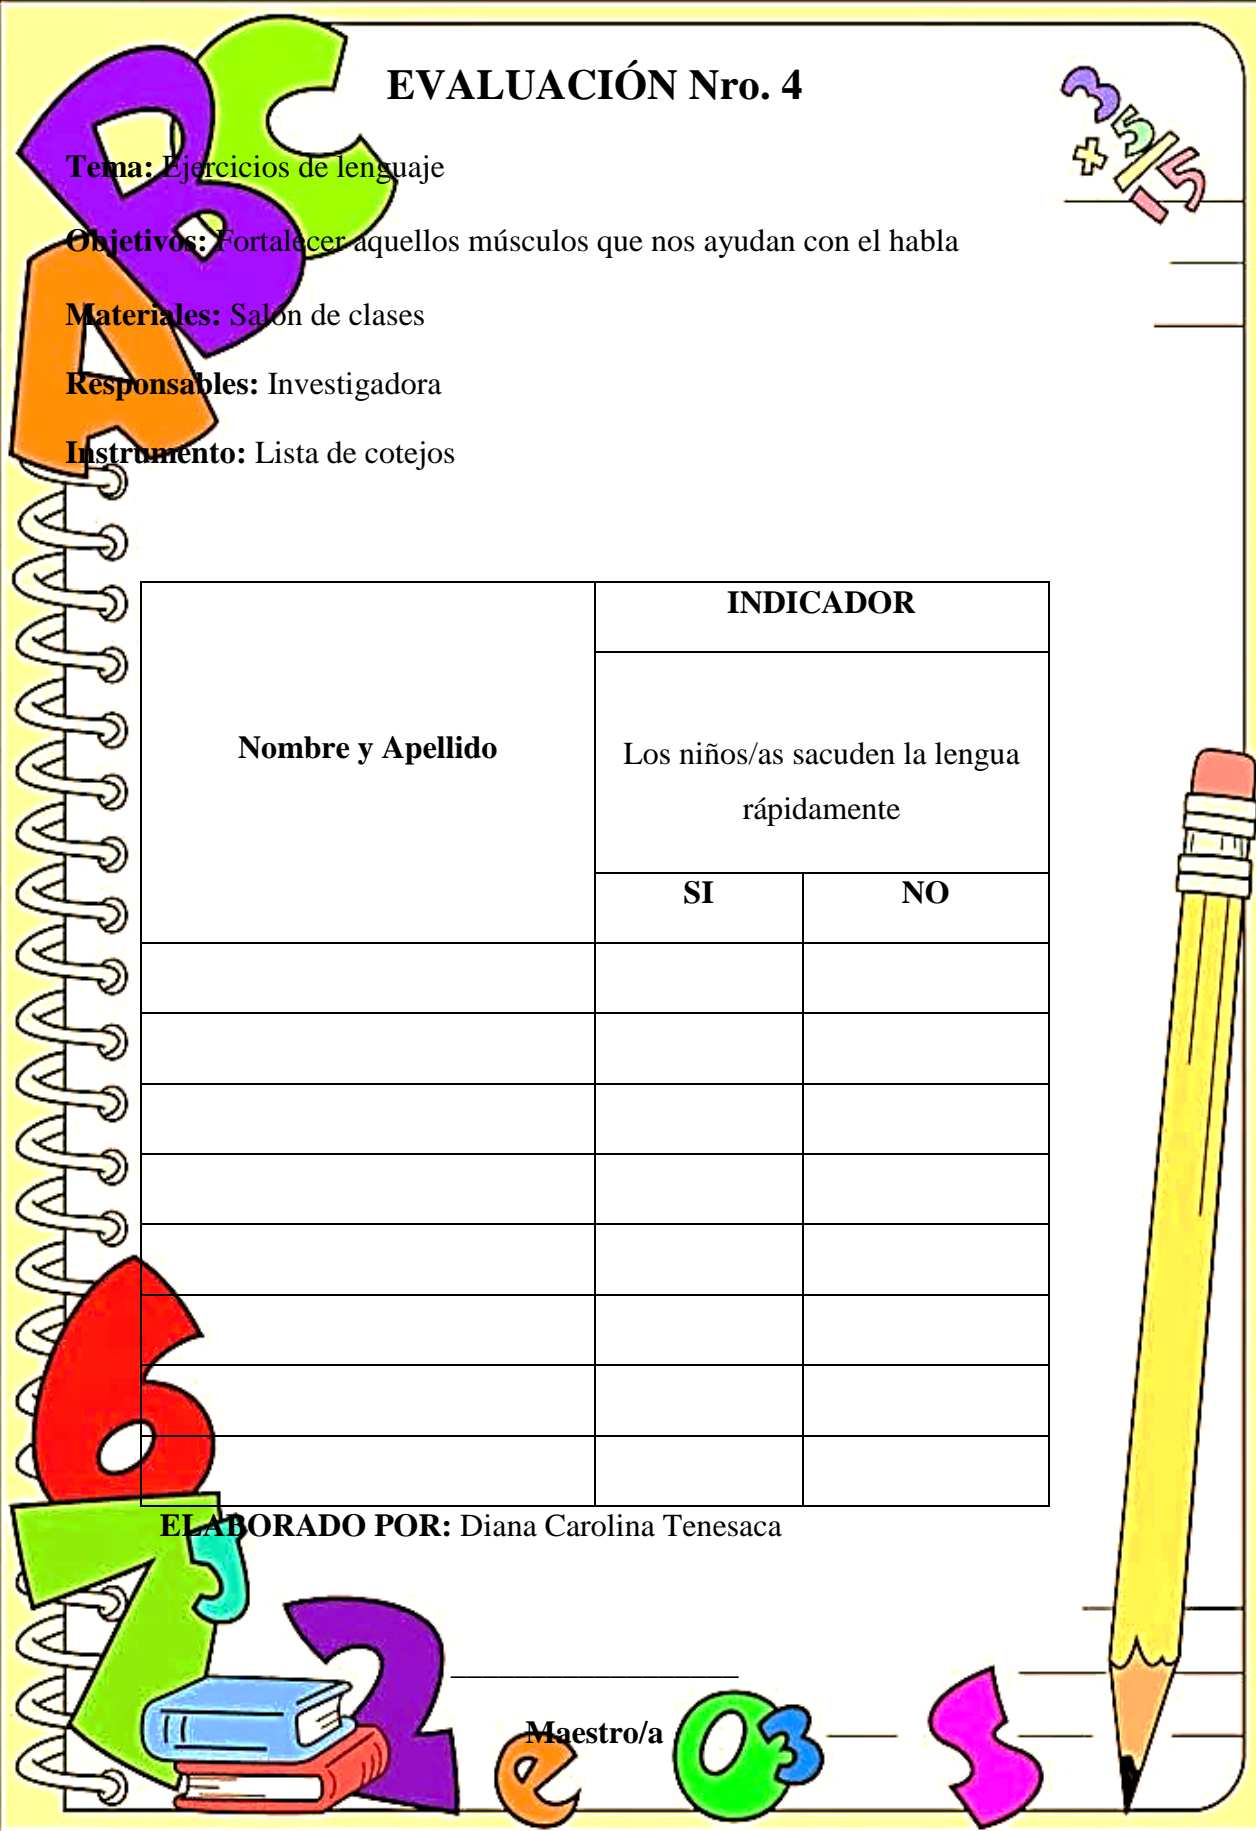 EVALUACIÓN Nro. 4
Tema: Ejercicios de lenguaje
Objetivos: Fortalecer aquellos músculos que nos ayudan con el habla
Materiales: Salón de clases
Responsables: Investigadora
Instrumento: Lista de cotejos
INDICADOR
Nombre y Apellido
Los niños/as sacuden la lengua
rápidamente
SI NO
ELABORADO POR: Diana Carolina Tenesaca
Maestro/a